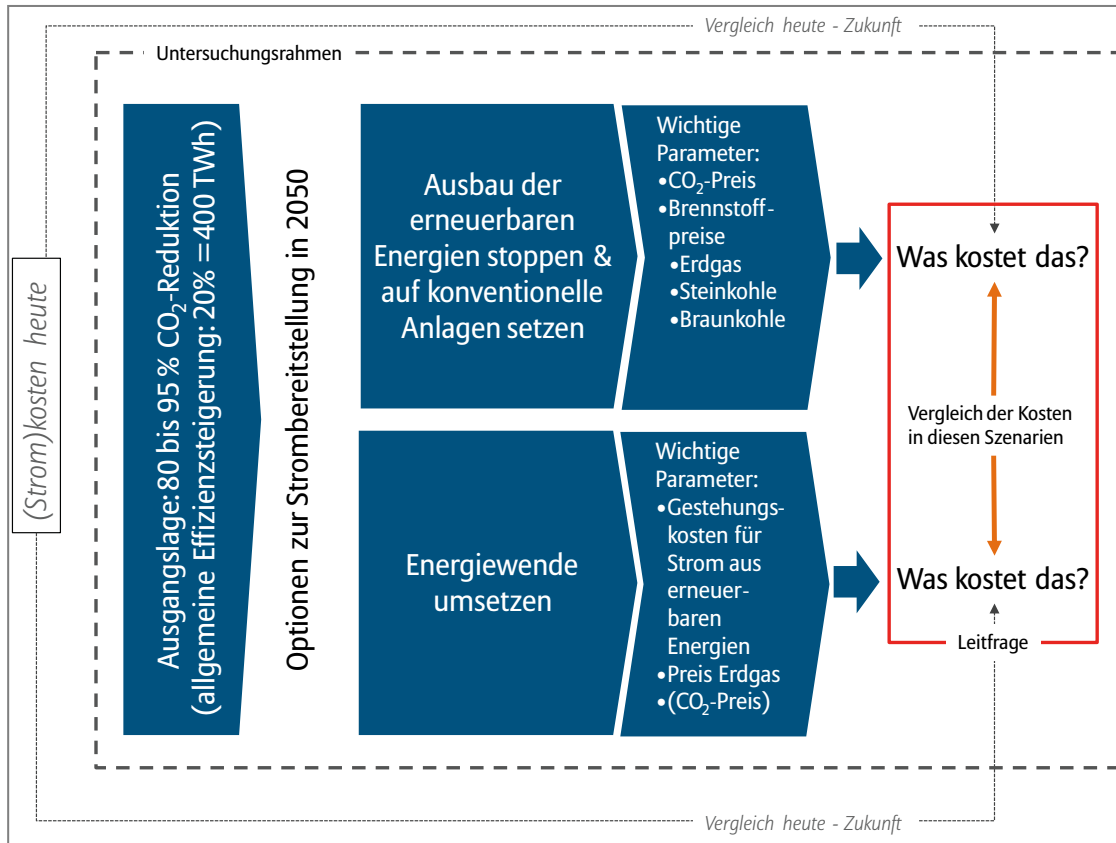 Vergleich heute - Zukunft
Untersuchungsrahmen
(Strom)kosten heute
Ausgangslage: 80 bis 95 % CO₂-Reduktion
(allgemeine Effizienzsteigerung: 20% = 400 TWh)
Optionen zur Strombereitstellung in 2050
Ausbau der
erneuerbaren
Energien stoppen &
auf konventionelle
Anlagen setzen
Wichtige
Parameter:
•CO₂-Preis
•Brennstoff-
preise
•Erdgas
•Steinkohle
•Braunkohle
Was kostet das?
Vergleich der Kosten
in diesen Szenarien
Energiewende
umsetzen
Wichtige
Parameter:
•Gestehungs-
kosten für
Strom aus
erneuer-
baren
Energien
•Preis Erdgas
•(CO₂-Preis)
Was kostet das?
Leitfrage
Vergleich heute - Zukunft